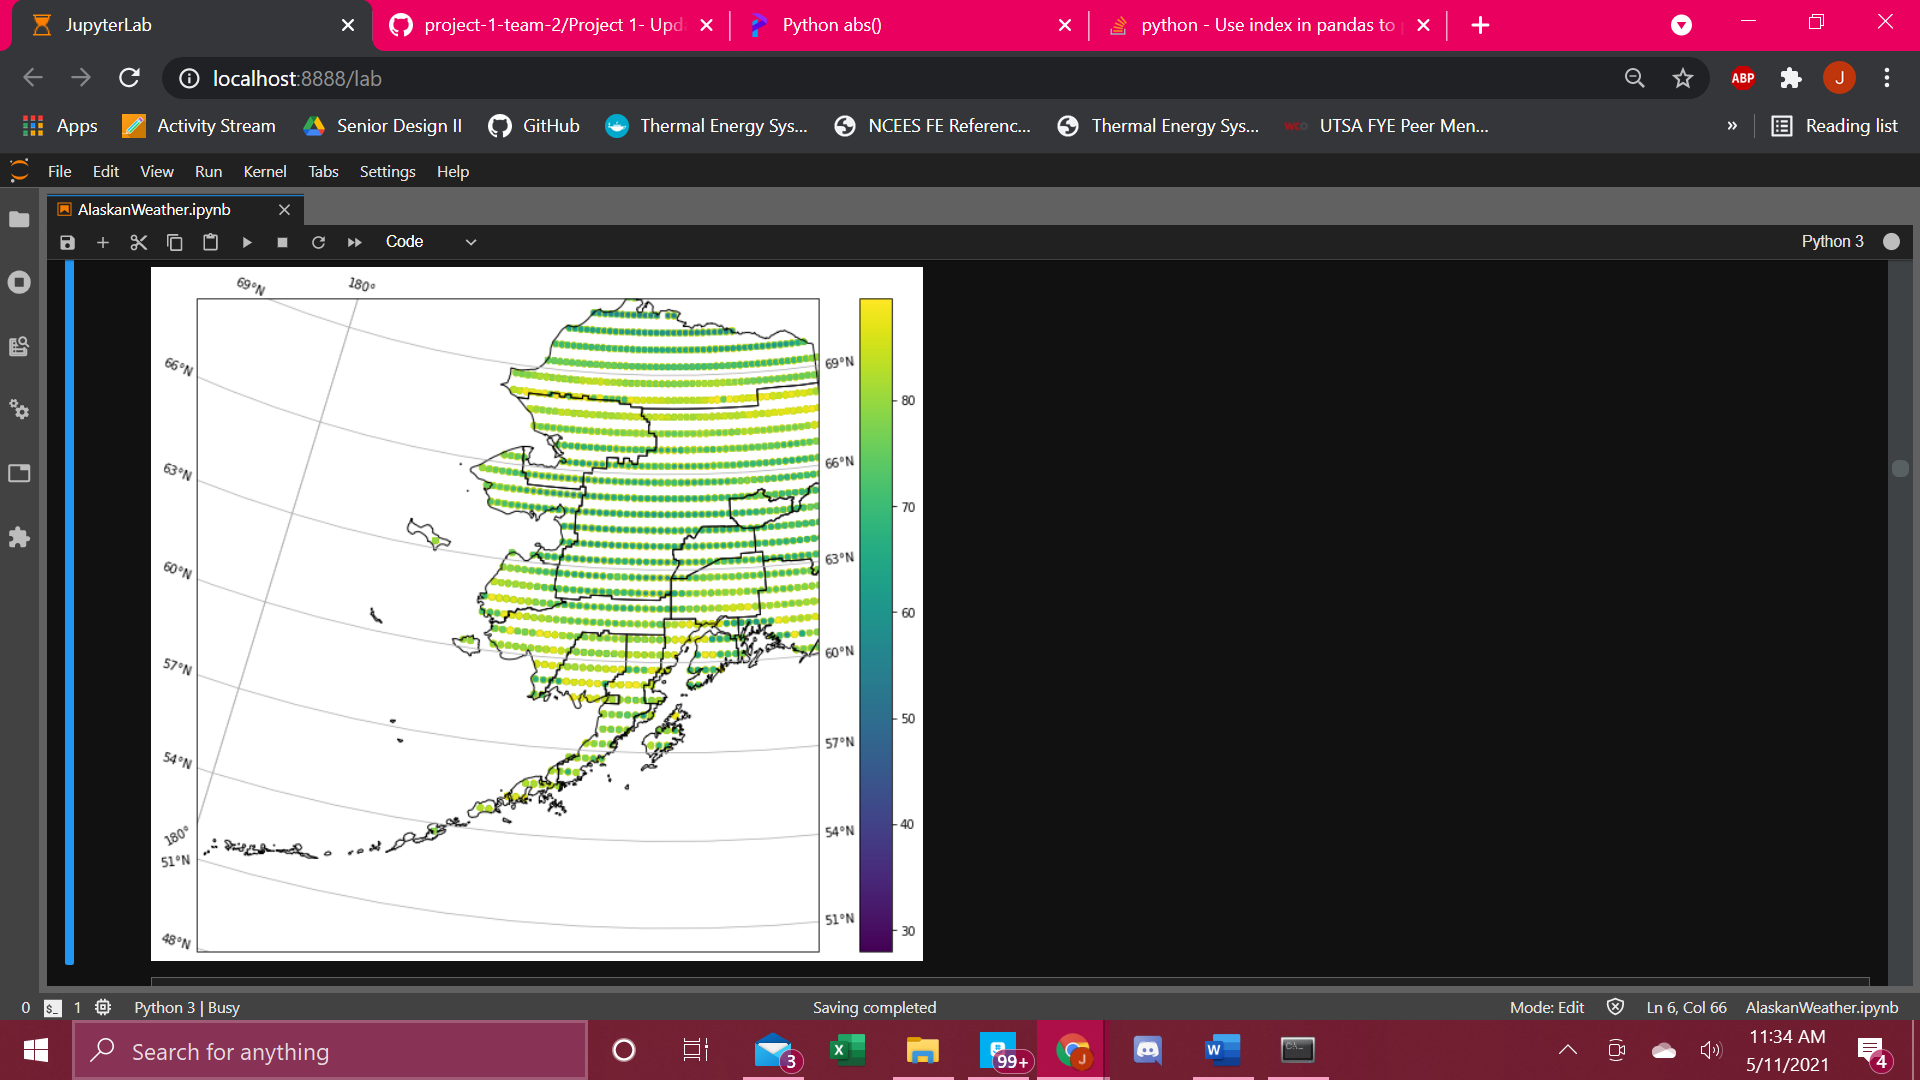 JupyterLab
project-1-team-2/Project 1- Upd
Python abs()
python - Use index in pandas to p
localhost:8888/lab
ABP
J
Apps
Activity Stream
Senior Design II
GitHub
Thermal Energy Sys...
NCEES FE Referenc...
Thermal Energy Sys...
UTSA FYE Peer Men...
»
Reading list
File Edit View Run Kernel Tabs Settings Help
AlaskanWeather.ipynb
Code
Python 3
69°N 180°
66°N
69°N
80
63°N
66°N
70
60°N
63°N
60
57°N
60°N
50
54°N
57°N
180°
54°N
40
51°N
51°N
48°N
30
0
$_
1
Python 3 | Busy
Saving completed
Mode: Edit
Ln 6, Col 66
AlaskanWeather.ipynb
Search for anything
3
X
99+
J
W
11:34 AM
5/11/2021
4